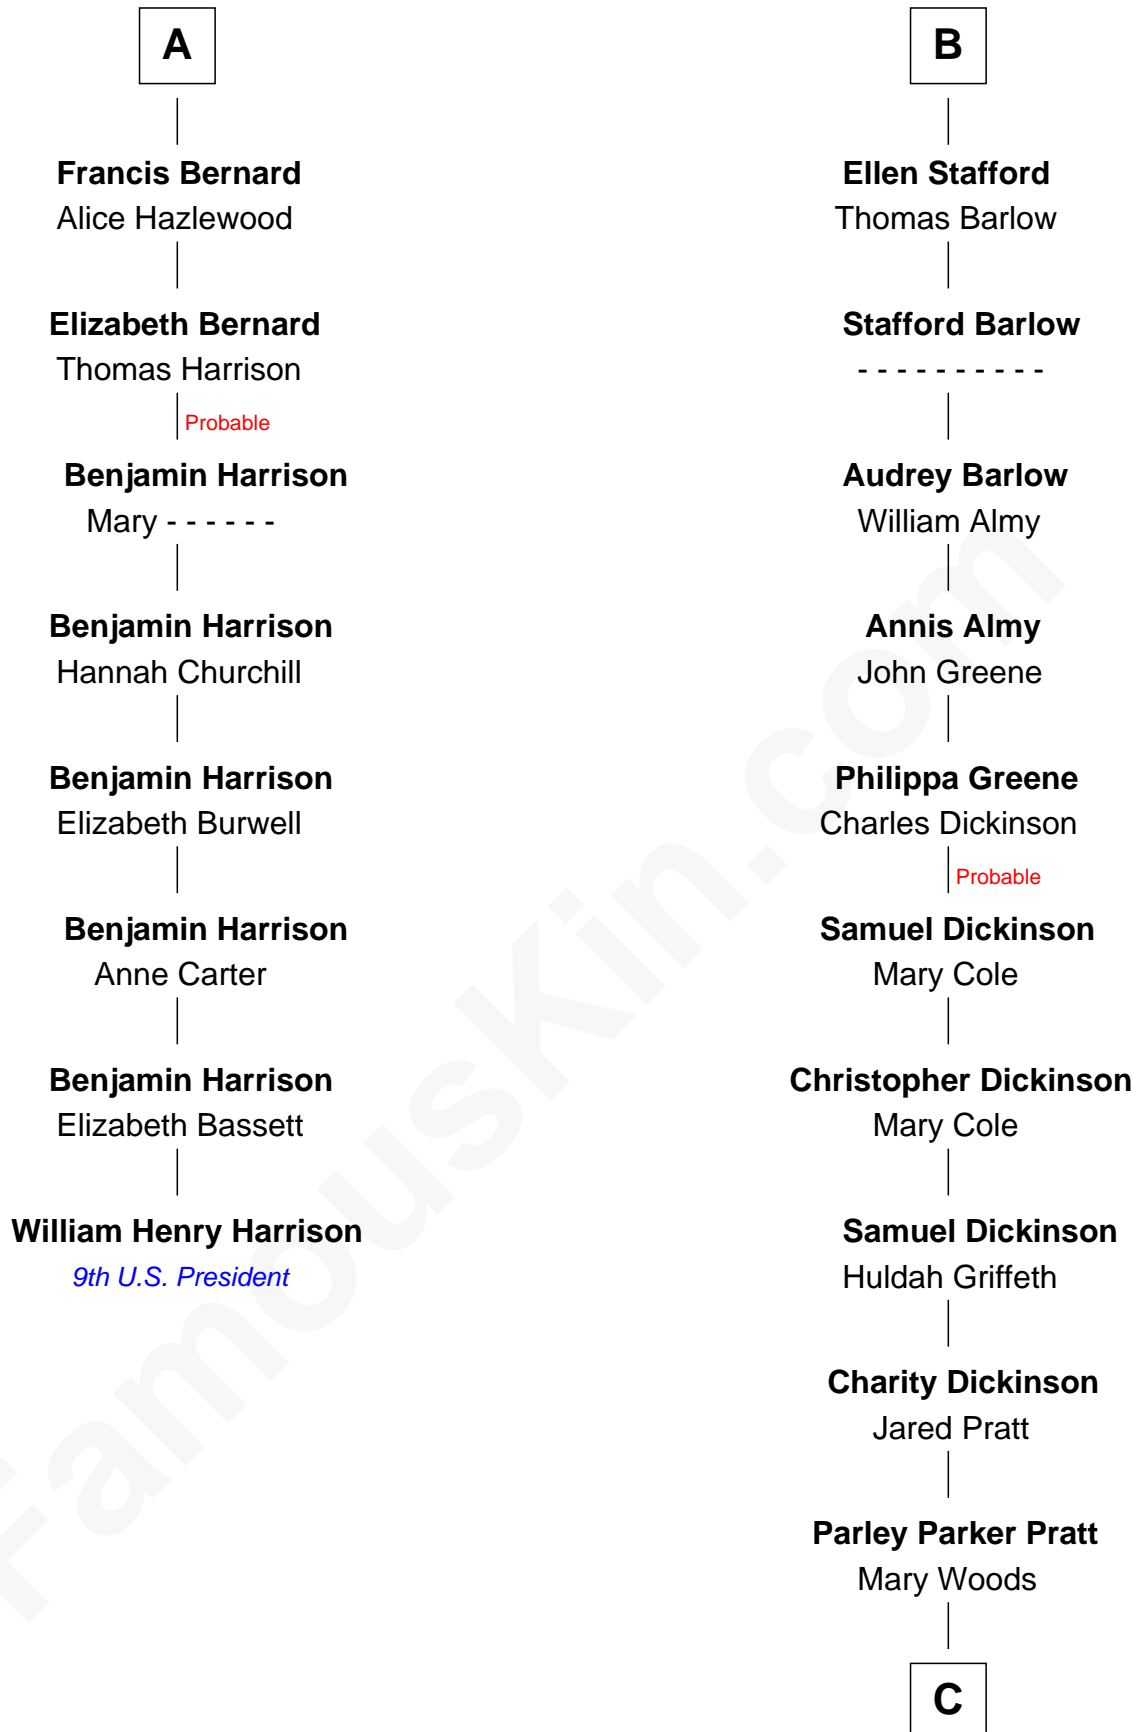 A
Francis Bernard
Alice Hazlewood
Elizabeth Bernard
Thomas Harrison
Probable
Benjamin Harrison
Mary - - - - - -
Benjamin Harrison
Hannah Churchill
Benjamin Harrison
Elizabeth Burwell
Benjamin Harrison
Anne Carter
Benjamin Harrison
Elizabeth Bassett
William Henry Harrison
9th U.S. President
B
Ellen Stafford
Thomas Barlow
Stafford Barlow
- - - - - - - - - -
Audrey Barlow
William Almy
Annis Almy
John Greene
Philippa Greene
Charles Dickinson
Probable
Samuel Dickinson
Mary Cole
Christopher Dickinson
Mary Cole
Samuel Dickinson
Huldah Griffeth
Charity Dickinson
Jared Pratt
Parley Parker Pratt
Mary Woods
C
FamousKin.com